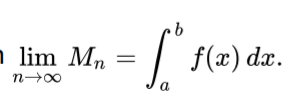 lim_{n→∞} M_n = ∫_a^b f(x) dx.